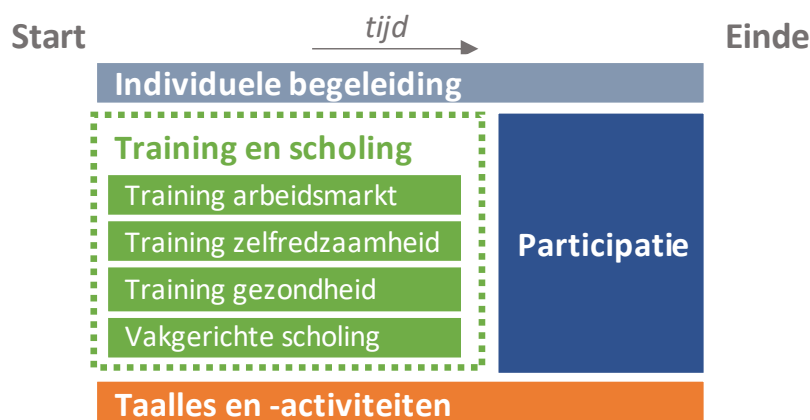 Start
tijd
Einde
Individuele begeleiding
Training en scholing
Training arbeidsmarkt
Training zelfredzaamheid
Training gezondheid
Vakgerichte scholing
Participatie
Taalles en -activiteiten